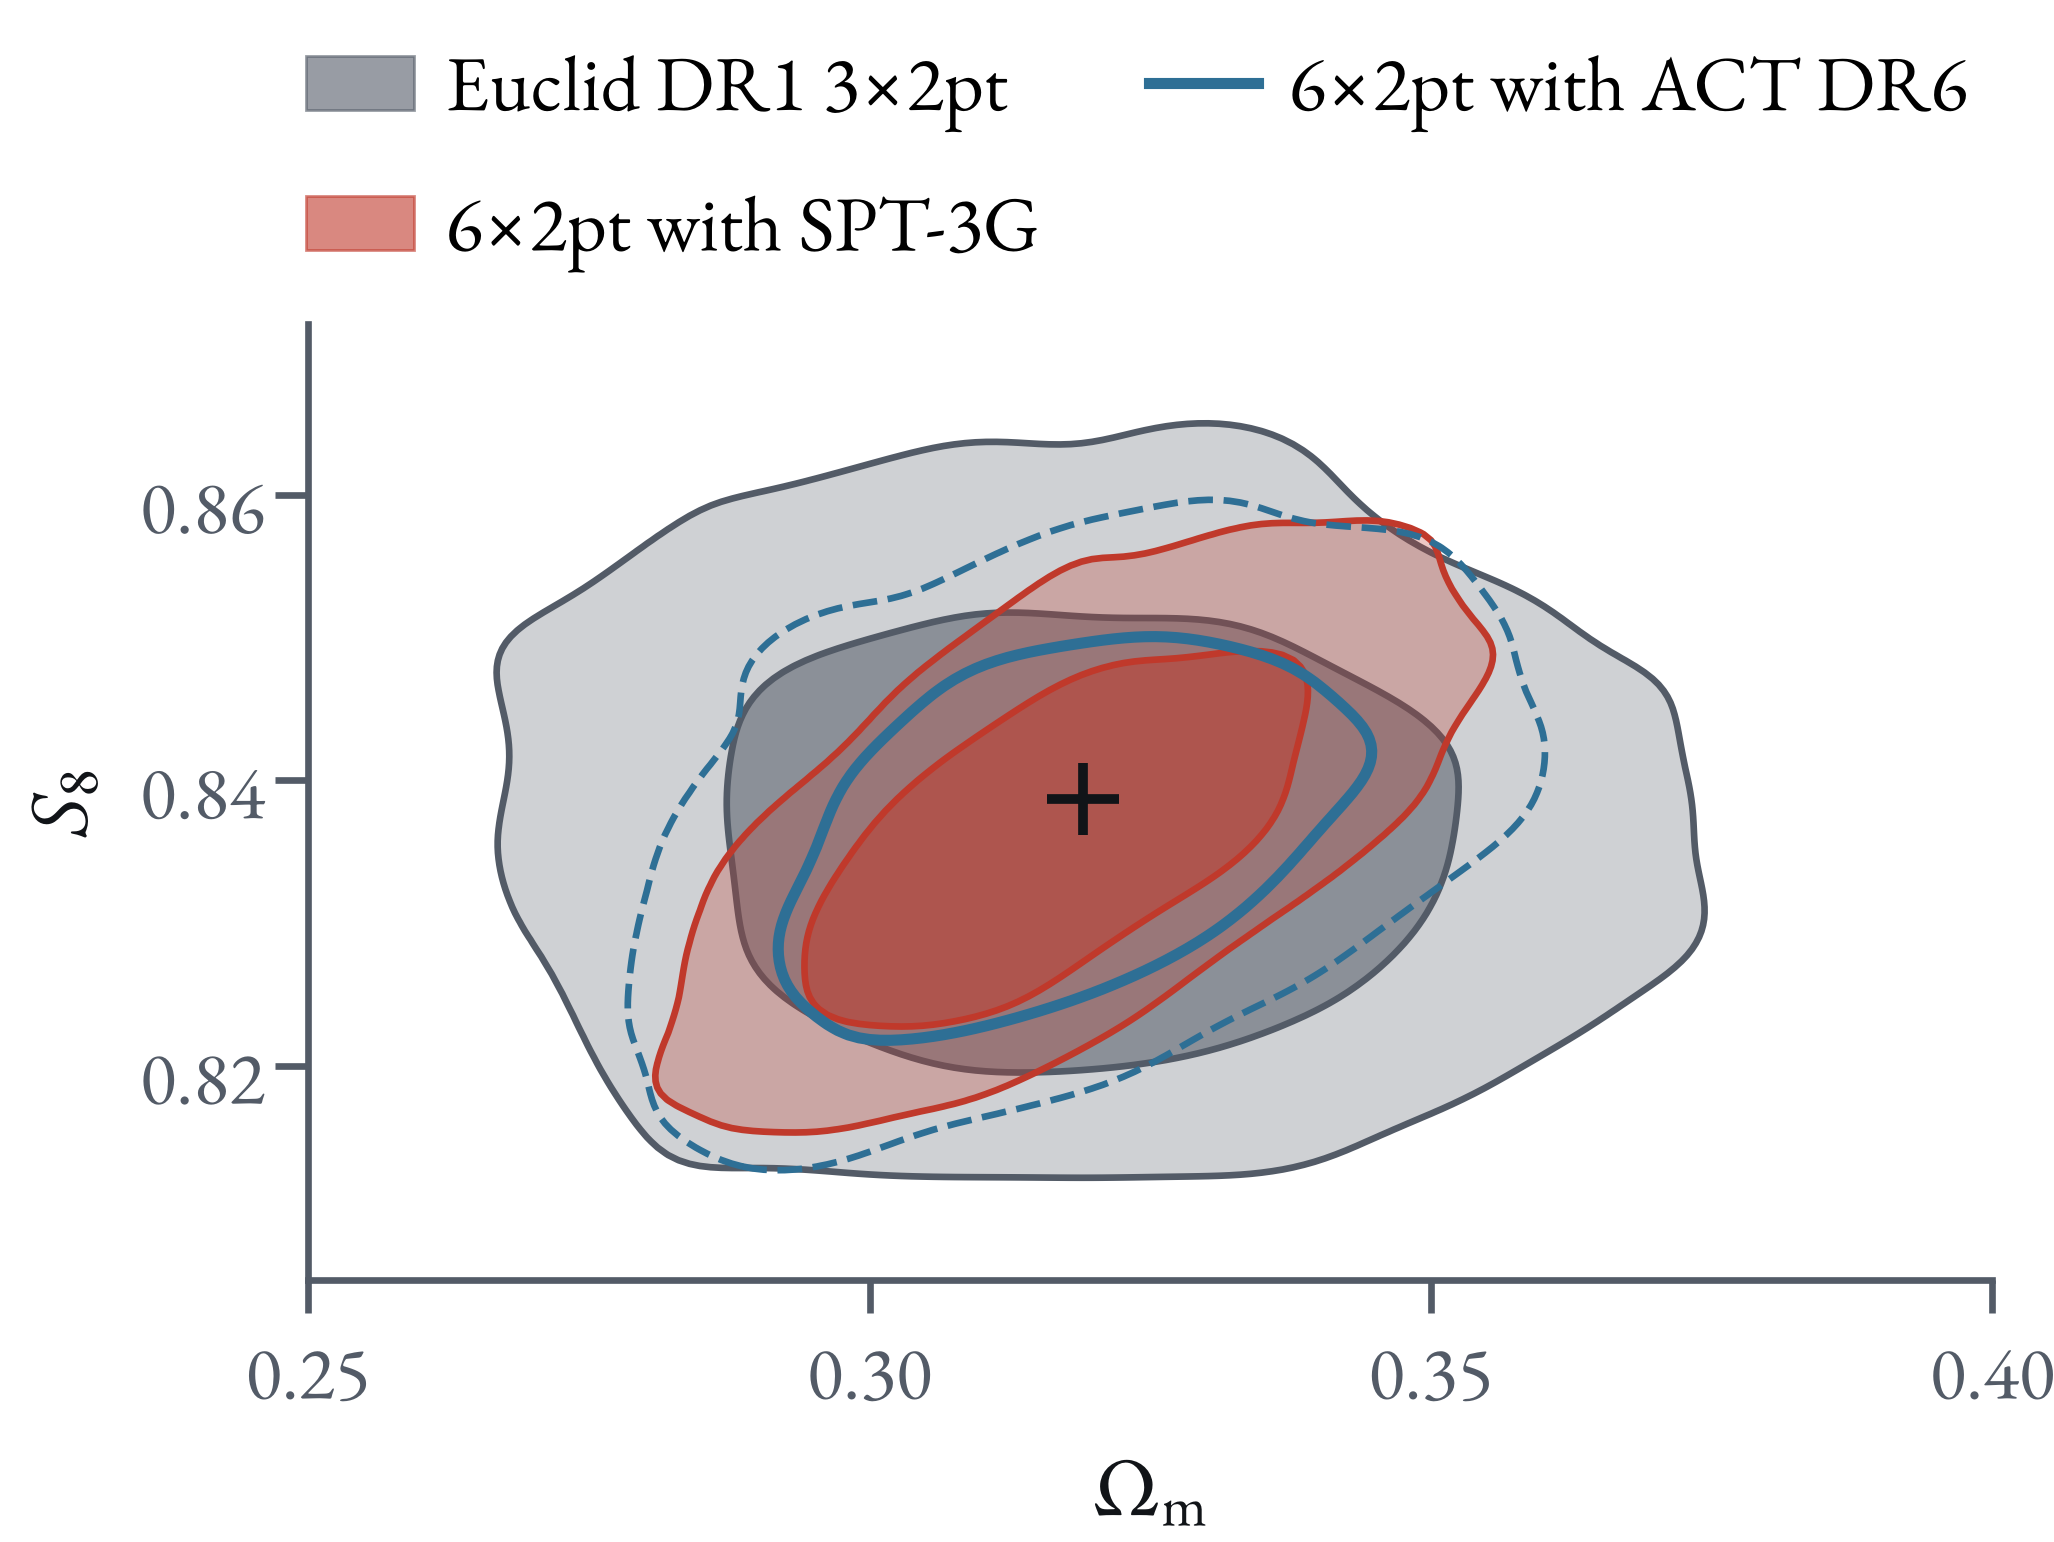 Euclid DR1 3×2pt
6×2pt with ACT DR6
6×2pt with SPT-3G
0.86
0.84
0.82
S₈
0.25
0.30
0.35
0.40
Ωₘ